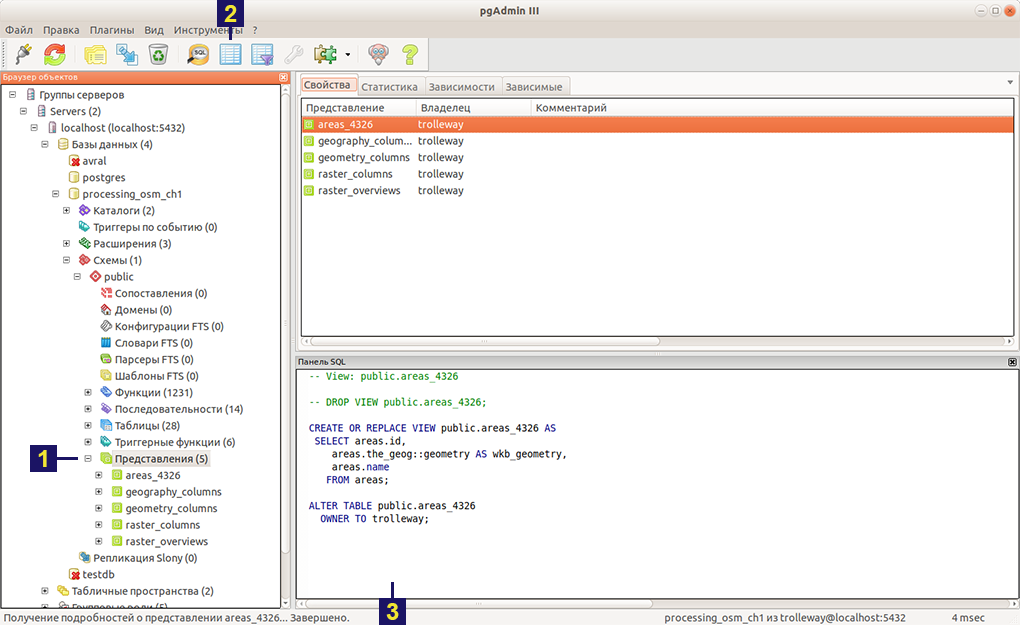 pgAdmin III
2
Файл Правка Плагины Вид Инструменты ?
SQL
Браузер объектов
Группы серверов
Servers (2)
localhost (localhost:5432)
Базы данных (4)
avral
postgres
processing_osm_ch1
Каталоги (2)
Триггеры по событию (0)
Расширения (3)
Схемы (1)
public
Сопоставления (0)
Домены (0)
Конфигурации FTS (0)
Словари FTS (0)
Парсеры FTS (0)
Шаблоны FTS (0)
Функции (1231)
Последовательности (14)
Таблицы (28)
Триггерные функции (6)
1
Представления (5)
areas_4326
geography_columns
geometry_columns
raster_columns
raster_overviews
Репликация Slony (0)
testdb
Табличные пространства (2)
Групповые роли (5)
Свойства Статистика Зависимости Зависимые
Представление Владелец Комментарий
areas_4326 trolleway
geography_colum... trolleway
geometry_columns trolleway
raster_columns trolleway
raster_overviews trolleway
Панель SQL
-- View: public.areas_4326
-- DROP VIEW public.areas_4326;
CREATE OR REPLACE VIEW public.areas_4326 AS
SELECT areas.id,
areas.the_geog::geometry AS wkb_geometry,
areas.name
FROM areas;
ALTER TABLE public.areas_4326
OWNER TO trolleway;
3
Получение подробностей о представлении areas_4326... Завершено. processing_osm_ch1 из trolleway@localhost:5432 4 msec